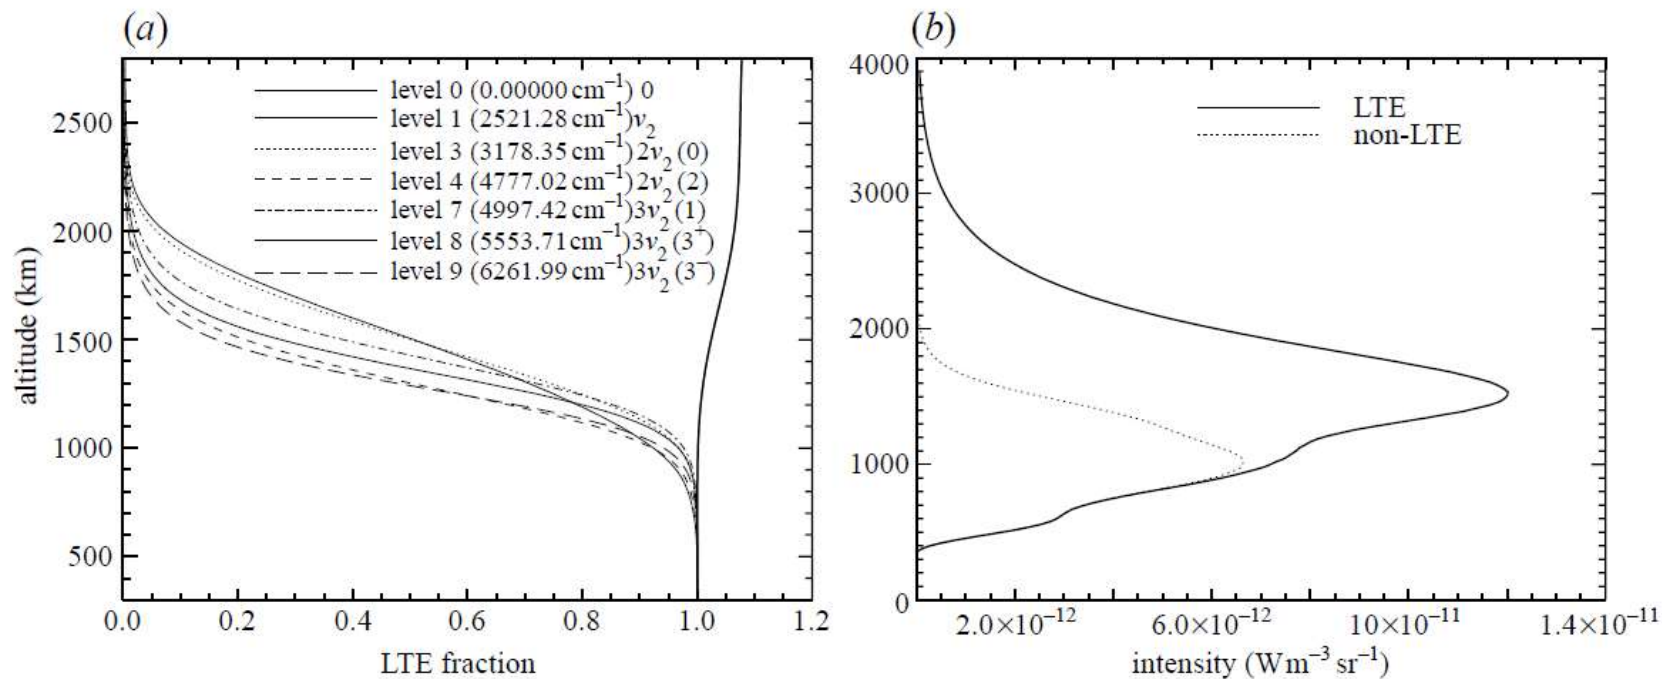 (a)
level 0 (0.00000 cm⁻¹) 0
level 1 (2521.28 cm⁻¹)ν₂
level 3 (3178.35 cm⁻¹)2ν₂(0)
level 4 (4777.02 cm⁻¹)2ν₂(2)
level 7 (4997.42 cm⁻¹)3ν₂(1)
level 8 (5553.71 cm⁻¹)3ν₂(3⁺)
level 9 (6261.99 cm⁻¹)3ν₂(3⁻)
altitude (km)
2500
2000
1500
1000
500
0.0 0.2 0.4 0.6 0.8 1.0 1.2
LTE fraction
(b)
LTE
non-LTE
4000
3000
2000
1000
0
2.0×10⁻¹² 6.0×10⁻¹² 10×10⁻¹¹ 1.4×10⁻¹¹
intensity (Wm⁻³ sr⁻¹)